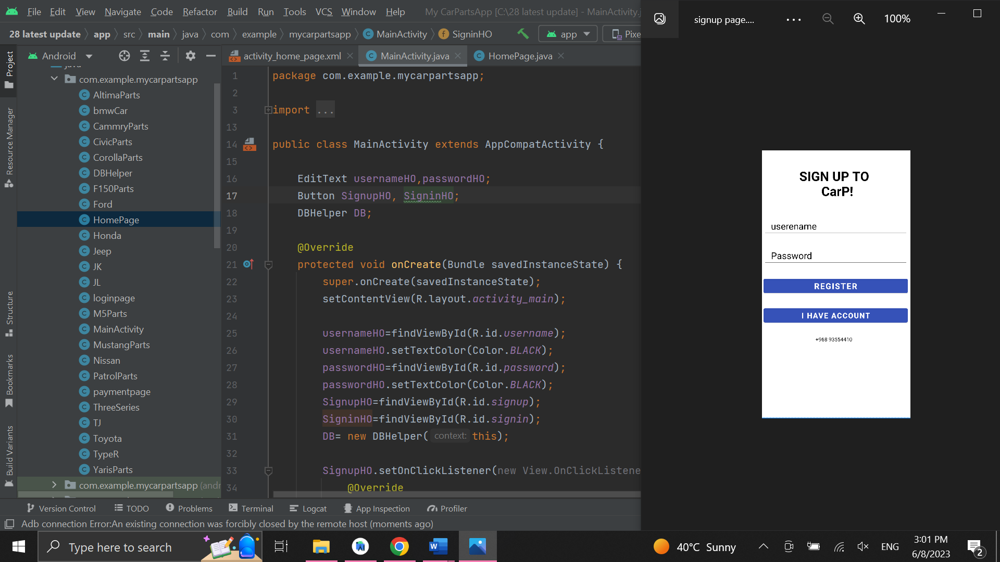 File Edit View Navigate Code Refactor Build Run Tools VCS Window Help My CarPartsApp [C:\28 latest update] - MainActivity.j
28 latest update app src main java com example mycarpartsapp MainActivity SigninHO app Pixe
Android
activity_home_page.xml MainActivity.java HomePage.java
Project
Resource Manager
Structure
Bookmarks
Build Variants
java
com.example.mycarpartsapp
AltimaParts
bmwCar
CammryParts
CivicParts
CorollaParts
DBHelper
F150Parts
Ford
HomePage
Honda
Jeep
JK
JL
loginpage
M5Parts
MainActivity
MustangParts
Nissan
PatrolParts
paymentpage
ThreeSeries
TJ
Toyota
TypeR
YarisParts
com.example.mycarpartsapp (andr
1 package com.example.mycarpartsapp;
2
3 import ...
13
14 public class MainActivity extends AppCompatActivity {
15
16 EditText usernameHO,passwordHO;
17 Button SignupHO, SigninHO;
18 DBHelper DB;
19
20 @Override
21 protected void onCreate(Bundle savedInstanceState) {
22 super.onCreate(savedInstanceState);
23 setContentView(R.layout.activity_main);
24
25 usernameHO=findViewById(R.id.username);
26 usernameHO.setTextColor(Color.BLACK);
27 passwordHO=findViewById(R.id.password);
28 passwordHO.setTextColor(Color.BLACK);
29 SignupHO=findViewById(R.id.signup);
30 SigninHO=findViewById(R.id.signin);
31 DB= new DBHelper( context: this);
32
33 SignupHO.setOnClickListener(new View.OnClickListene
34 @Override
Version Control TODO Problems Terminal Logcat App Inspection Profiler
Adb connection Error:An existing connection was forcibly closed by the remote host (moments ago)
signup page.... 100%
SIGN UP TO
CarP!
userename
Password
REGISTER
I HAVE ACCOUNT
+968 93554410
Type here to search
40°C Sunny
ENG
3:01 PM
6/8/2023
2